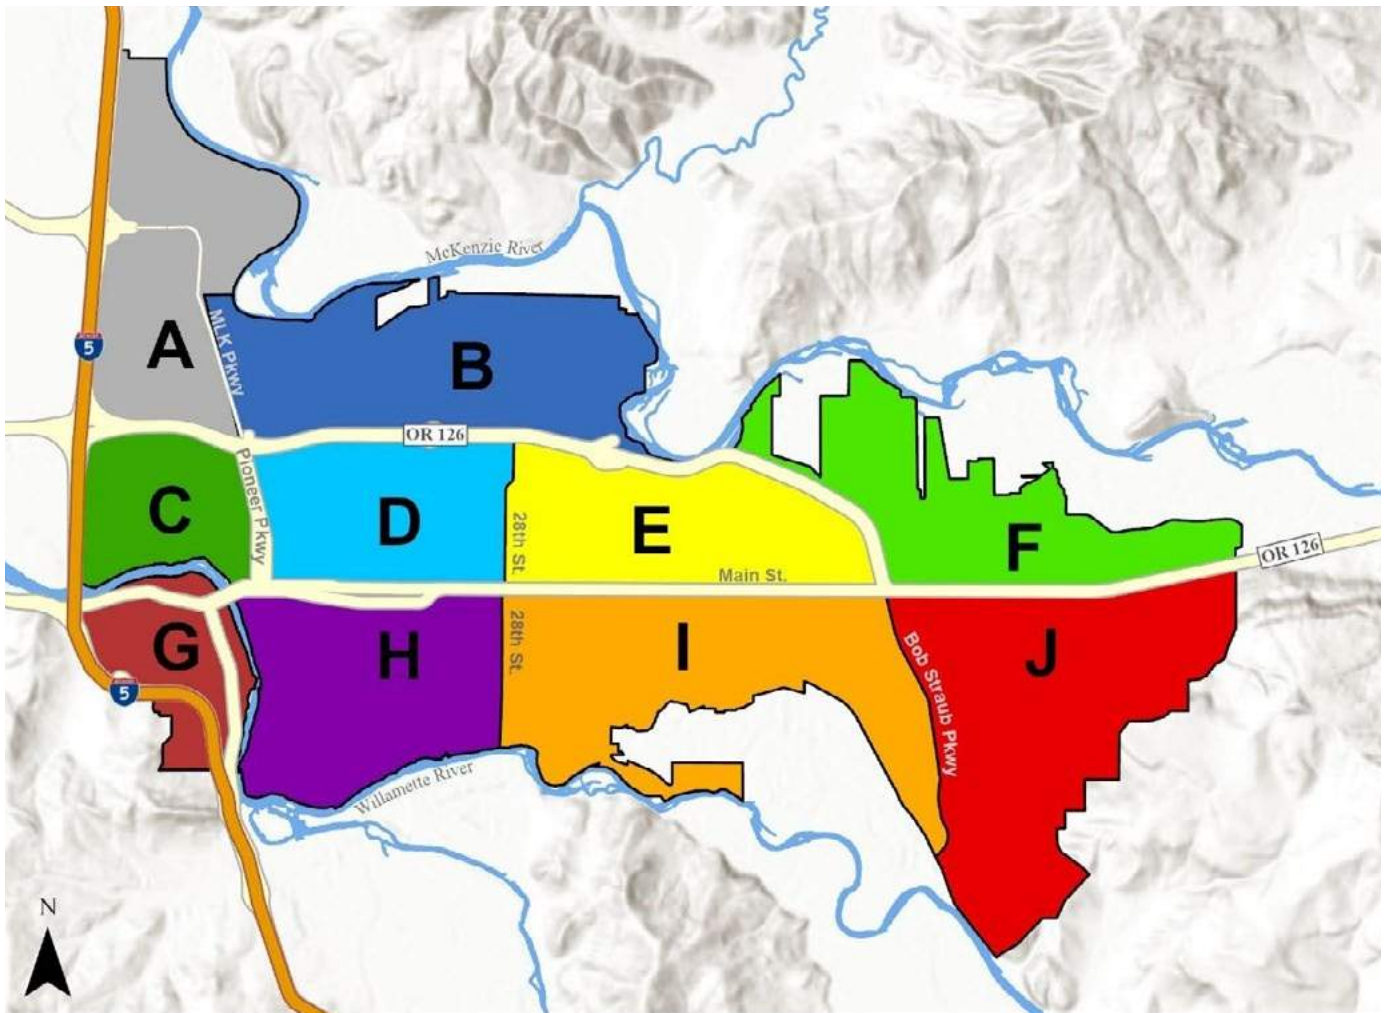 McKenzie River
MLK Pkwy
5
A
B
OR 126
Pioneer Pkwy
C
D
28th St.
E
Main St.
F
OR 126
G
H
28th St.
I
Bob Straub Pkwy
J
5
Willamette River
N